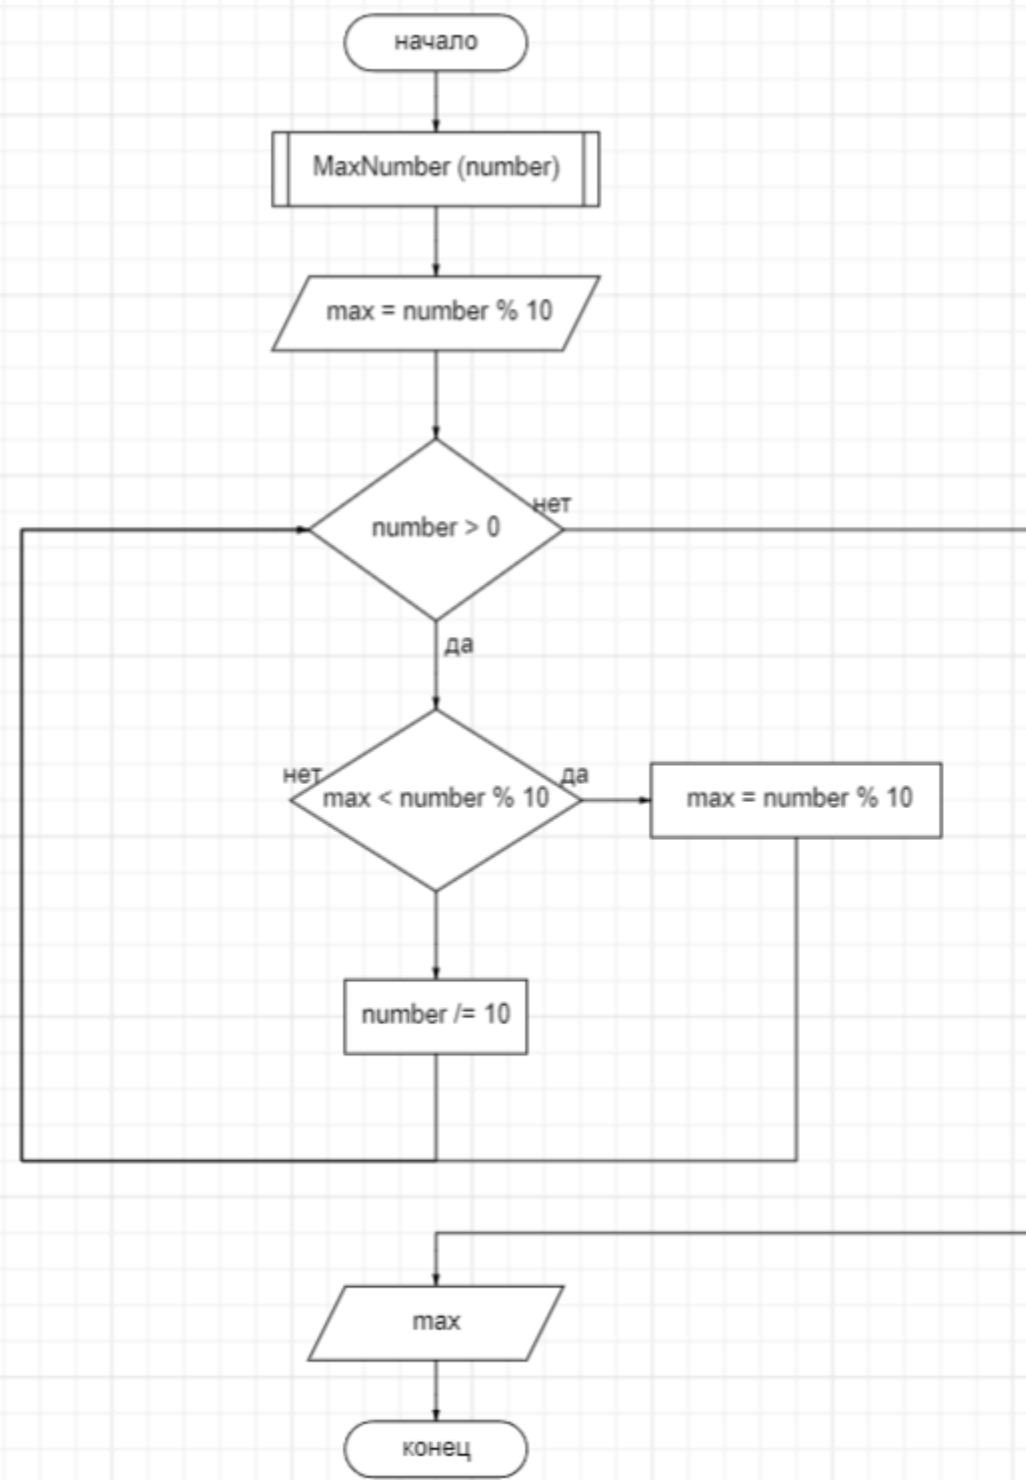 начало
MaxNumber (number)
max = number % 10
нет
number > 0
да
нет
да
max < number % 10
max = number % 10
number /= 10
max
конец